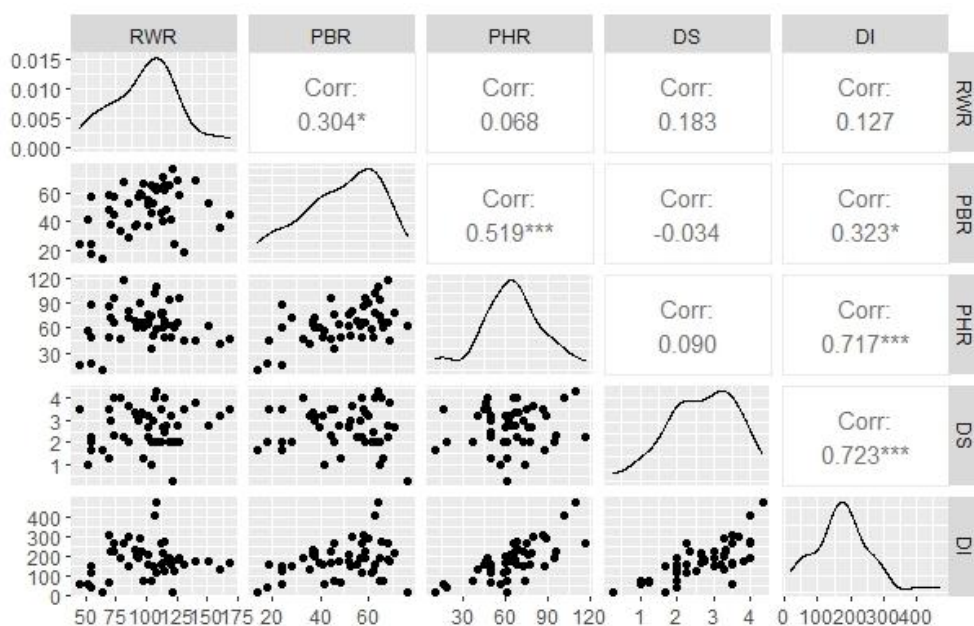 RWR PBR PHR DS DI
0.015
0.010
0.005
0.000
Corr:
0.304*
Corr:
0.068
Corr:
0.183
Corr:
0.127
RWR
60
40
20
Corr:
0.519***
Corr:
-0.034
Corr:
0.323*
PBR
120
90
60
30
Corr:
0.090
Corr:
0.717***
PHR
4
3
2
1
Corr:
0.723***
DS
400
300
200
100
0
DI
50 75 100 125 150 175 20 40 60 30 60 90 120 1 2 3 4 0 100 200 300 400